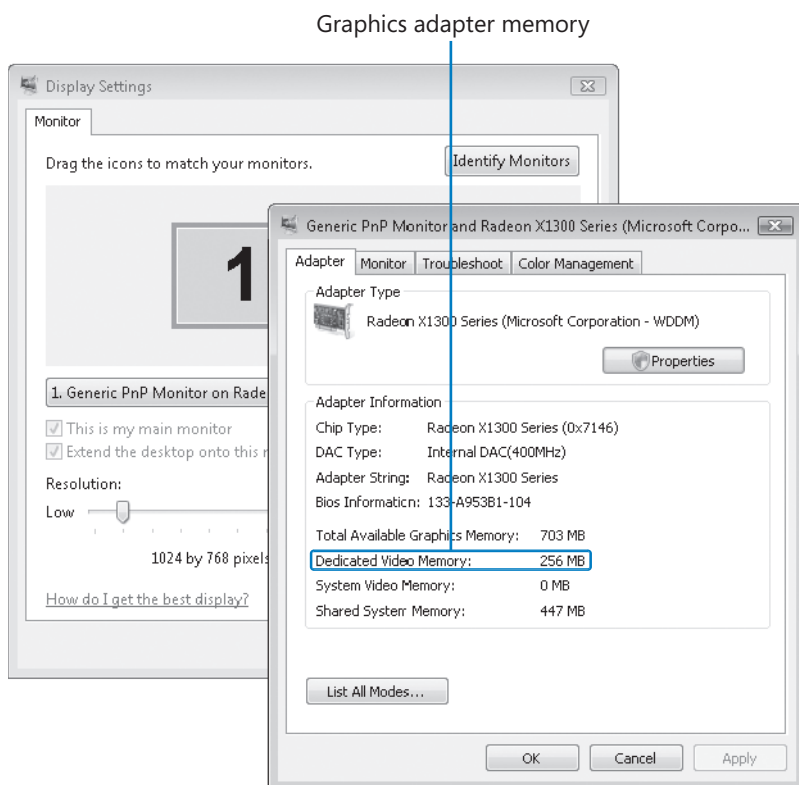 Graphics adapter memory
Display Settings
Monitor
Drag the icons to match your monitors.
Identify Monitors
1
1. Generic PnP Monitor on Rade
This is my main monitor
Extend the desktop onto this
Resolution:
Low
1024 by 768 pixels
How do I get the best display?
Generic PnP Monitor and Radeon X1300 Series (Microsoft Corpo...
Adapter Monitor Troubleshoot Color Management
Adapter Type
Radeon X1300 Series (Microsoft Corporation - WDDM)
Properties
Adapter Information
Chip Type: Radeon X1300 Series (0x7146)
DAC Type: Internal DAC(400MHz)
Adapter String: Radeon X1300 Series
Bios Information: 133-A953B1-104
Total Available Graphics Memory: 703 MB
Dedicated Video Memory: 256 MB
System Video Memory: 0 MB
Shared System Memory: 447 MB
List All Modes...
OK Cancel Apply